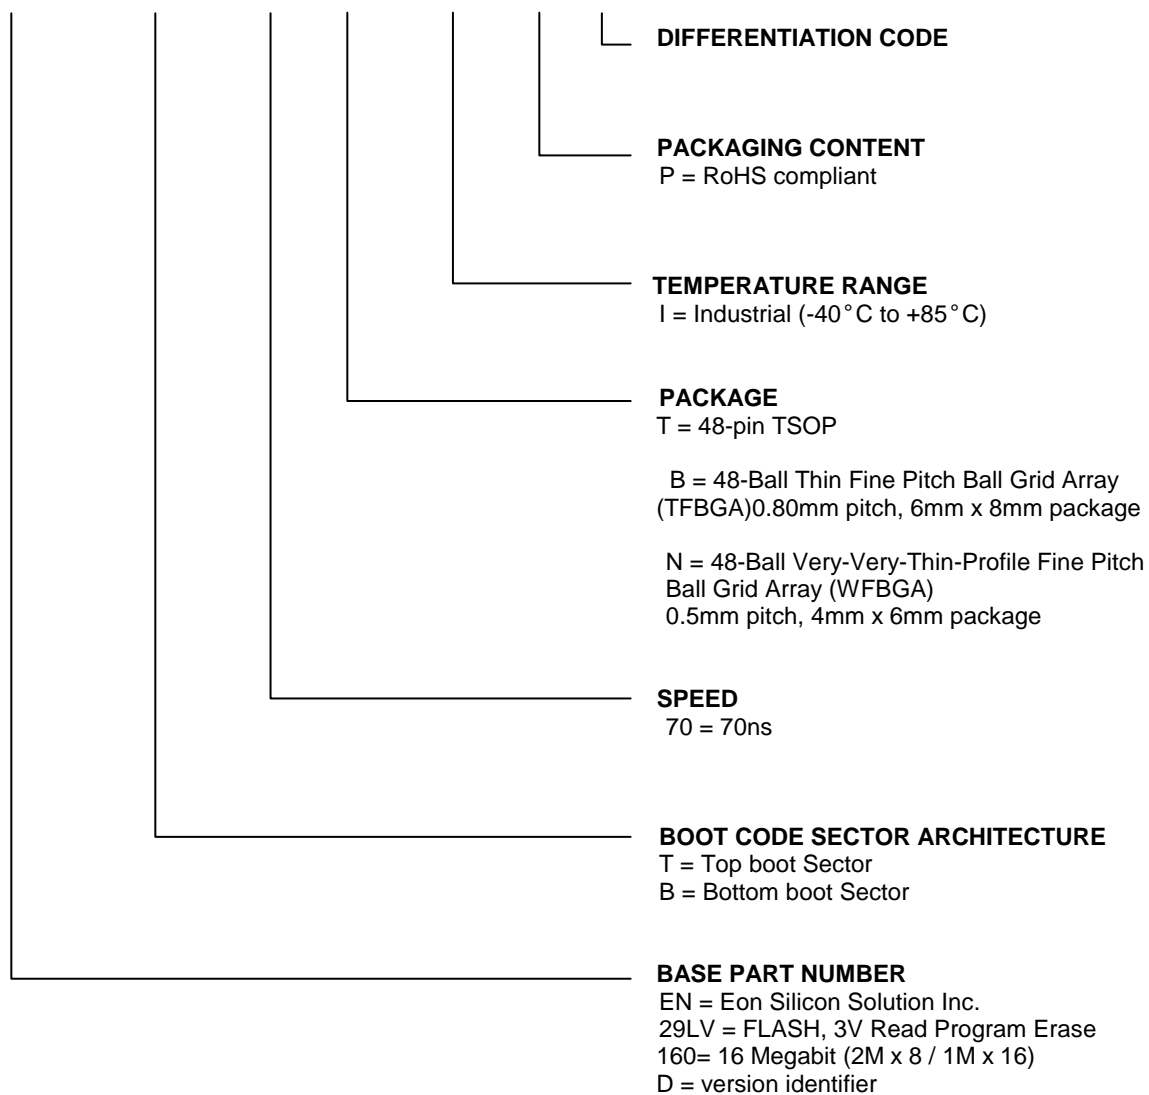 DIFFERENTIATION CODE
PACKAGING CONTENT
P = RoHS compliant
TEMPERATURE RANGE
I = Industrial (-40°C to +85°C)
PACKAGE
T = 48-pin TSOP
B = 48-Ball Thin Fine Pitch Ball Grid Array
(TFBGA)0.80mm pitch, 6mm x 8mm package
N = 48-Ball Very-Very-Thin-Profile Fine Pitch
Ball Grid Array (WFBGA)
0.5mm pitch, 4mm x 6mm package
SPEED
70 = 70ns
BOOT CODE SECTOR ARCHITECTURE
T = Top boot Sector
B = Bottom boot Sector
BASE PART NUMBER
EN = Eon Silicon Solution Inc.
29LV = FLASH, 3V Read Program Erase
160= 16 Megabit (2M x 8 / 1M x 16)
D = version identifier